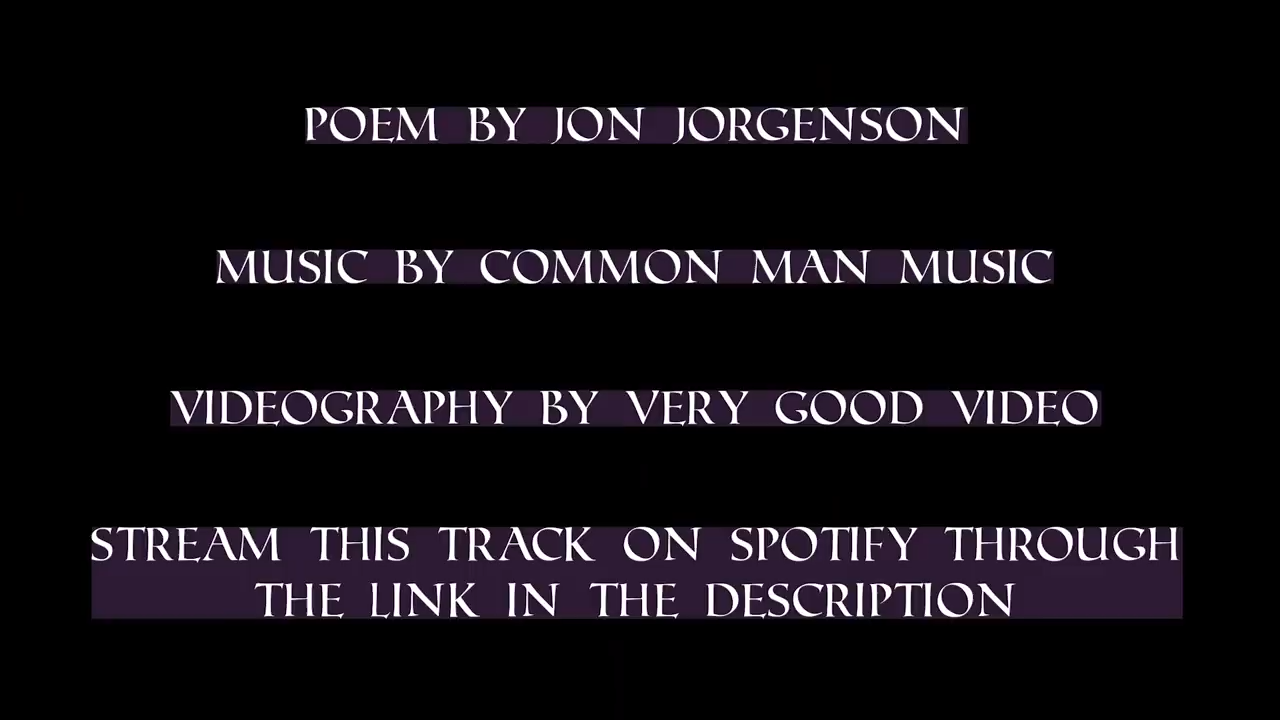 POEM BY JON JORGENSON
MUSIC BY COMMON MAN MUSIC
VIDEOGRAPHY BY VERY GOOD VIDEO
STREAM THIS TRACK ON SPOTIFY THROUGH
THE LINK IN THE DESCRIPTION